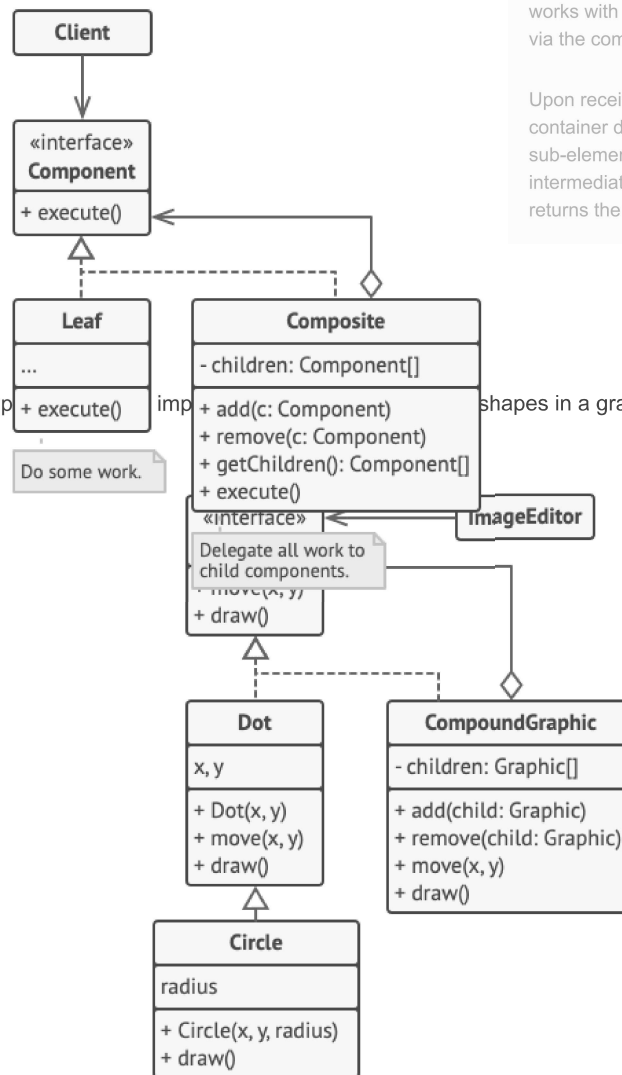 works with
via the com
Upon recei
container d
sub-elemen
intermediat
returns the
Client
«interface»
Component
+ execute()
Leaf
...
+ execute()
Do some work.
Composite
- children: Component[]
+ add(c: Component)
+ remove(c: Component)
+ getChildren(): Component[]
+ execute()
Delegate all work to
child components.
p imp shapes in a gra
«interface»
ImageEditor
+ move(x, y)
+ draw()
Dot
x, y
+ Dot(x, y)
+ move(x, y)
+ draw()
CompoundGraphic
- children: Graphic[]
+ add(child: Graphic)
+ remove(child: Graphic)
+ move(x, y)
+ draw()
Circle
radius
+ Circle(x, y, radius)
+ draw()